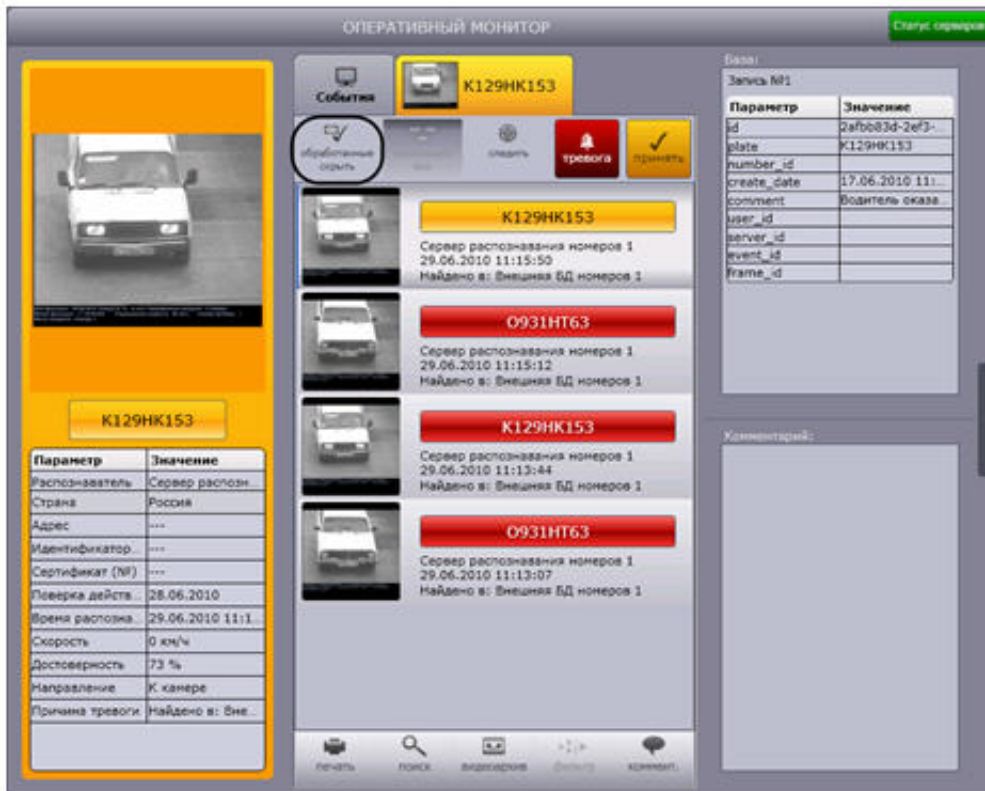 ОПЕРАТИВНЫЙ МОНИТОР
Статус серверов
К129НК153
Параметр Значение
Распознаватель Сервер распозн...
Страна Россия
Адрес ---
Идентификатор... ---
Сертификат (№) ---
Поверка действ... 28.06.2010
Время распозна... 29.06.2010 11:1...
Скорость 0 км/ч
Достоверность 73 %
Направление К камере
Причина тревоги Найдено в: Вне...
События
К129НК153
обработанные
скрыть
следить
тревога
принять
К129НК153
Сервер распознавания номеров 1
29.06.2010 11:15:50
Найдено в: Внешняя БД номеров 1
О931НТ63
Сервер распознавания номеров 1
29.06.2010 11:15:12
Найдено в: Внешняя БД номеров 1
К129НК153
Сервер распознавания номеров 1
29.06.2010 11:13:44
Найдено в: Внешняя БД номеров 1
О931НТ63
Сервер распознавания номеров 1
29.06.2010 11:13:07
Найдено в: Внешняя БД номеров 1
печать
поиск
видеоархив
фильтр
коммент.
База:
Запись №1
Параметр Значение
id 2afbb83d-2ef3-...
plate К129НК153
number_id
create_date 17.06.2010 11:...
comment Водитель оказа...
user_id
server_id
event_id
frame_id
Комментарий: